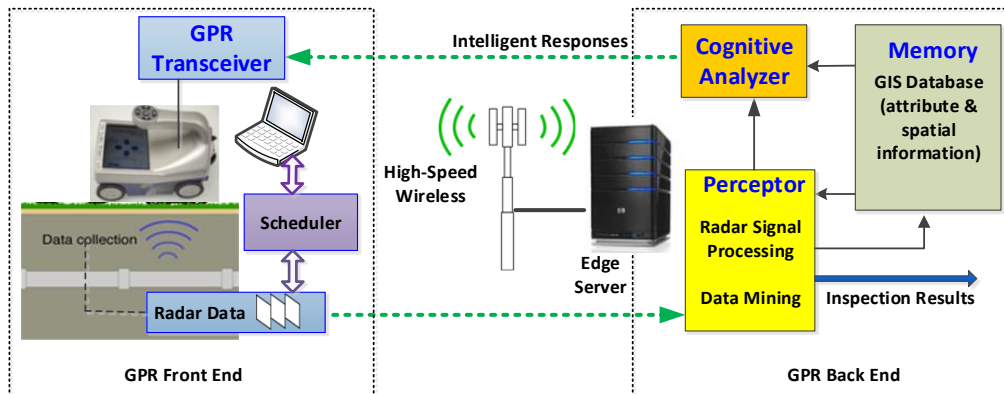 GPR
Transceiver
Data collection
Scheduler
Radar Data
GPR Front End
Intelligent Responses
High-Speed
Wireless
Edge
Server
Cognitive
Analyzer
Memory
GIS Database
(attribute &
spatial
information)
Perceptor
Radar Signal
Processing
Data Mining
Inspection Results
GPR Back End